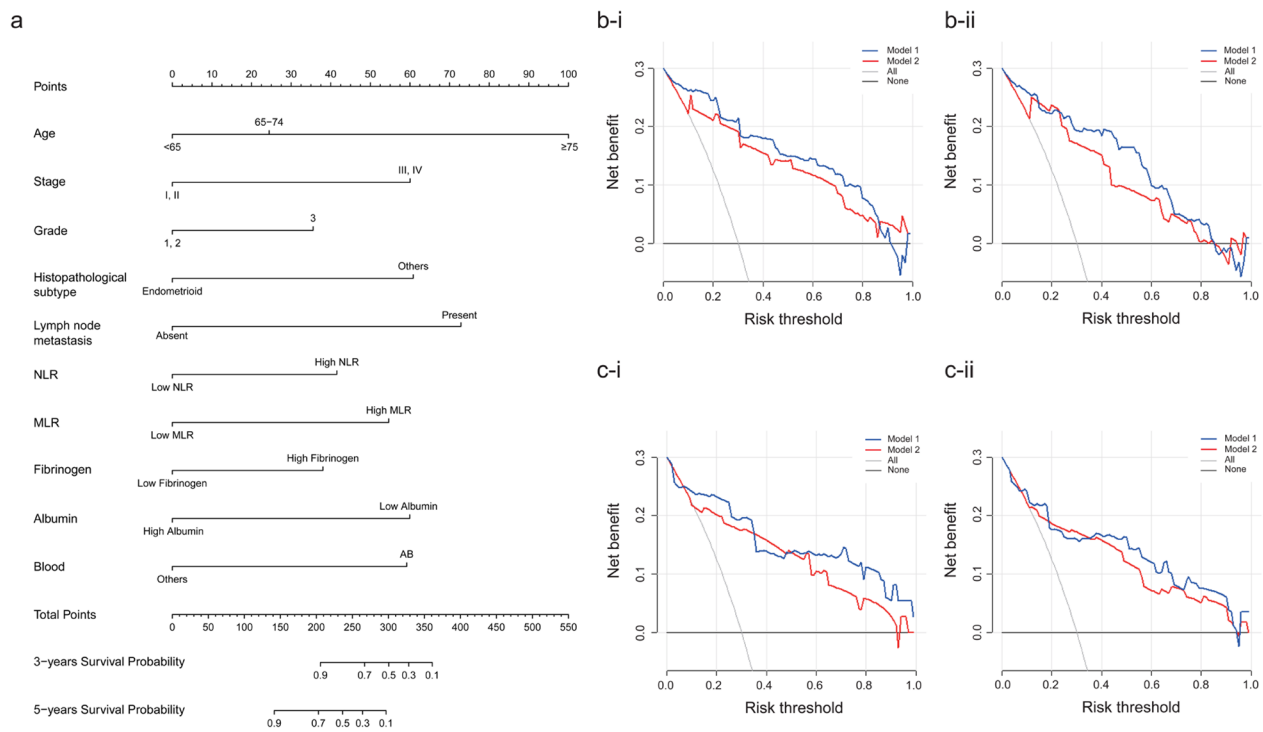 a
Points
0 10 20 30 40 50 60 70 80 90 100
Age
65−74
<65
≥75
Stage
III, IV
I, II
Grade
3
1, 2
Histopathological
subtype
Others
Endometrioid
Lymph node
metastasis
Present
Absent
NLR
High NLR
Low NLR
MLR
High MLR
Low MLR
Fibrinogen
High Fibrinogen
Low Fibrinogen
Albumin
Low Albumin
High Albumin
Blood
AB
Others
Total Points
0 50 100 150 200 250 300 350 400 450 500 550
3−years Survival Probability
0.9 0.7 0.5 0.3 0.1
5−years Survival Probability
0.9 0.7 0.5 0.3 0.1
b-i
Model 1
Model 2
All
None
Net benefit
0.3
0.2
0.1
0.0
0.0 0.2 0.4 0.6 0.8 1.0
Risk threshold
b-ii
Model 1
Model 2
All
None
Net benefit
0.3
0.2
0.1
0.0
0.0 0.2 0.4 0.6 0.8 1.0
Risk threshold
c-i
Model 1
Model 2
All
None
Net benefit
0.3
0.2
0.1
0.0
0.0 0.2 0.4 0.6 0.8 1.0
Risk threshold
c-ii
Model 1
Model 2
All
None
Net benefit
0.3
0.2
0.1
0.0
0.0 0.2 0.4 0.6 0.8 1.0
Risk threshold